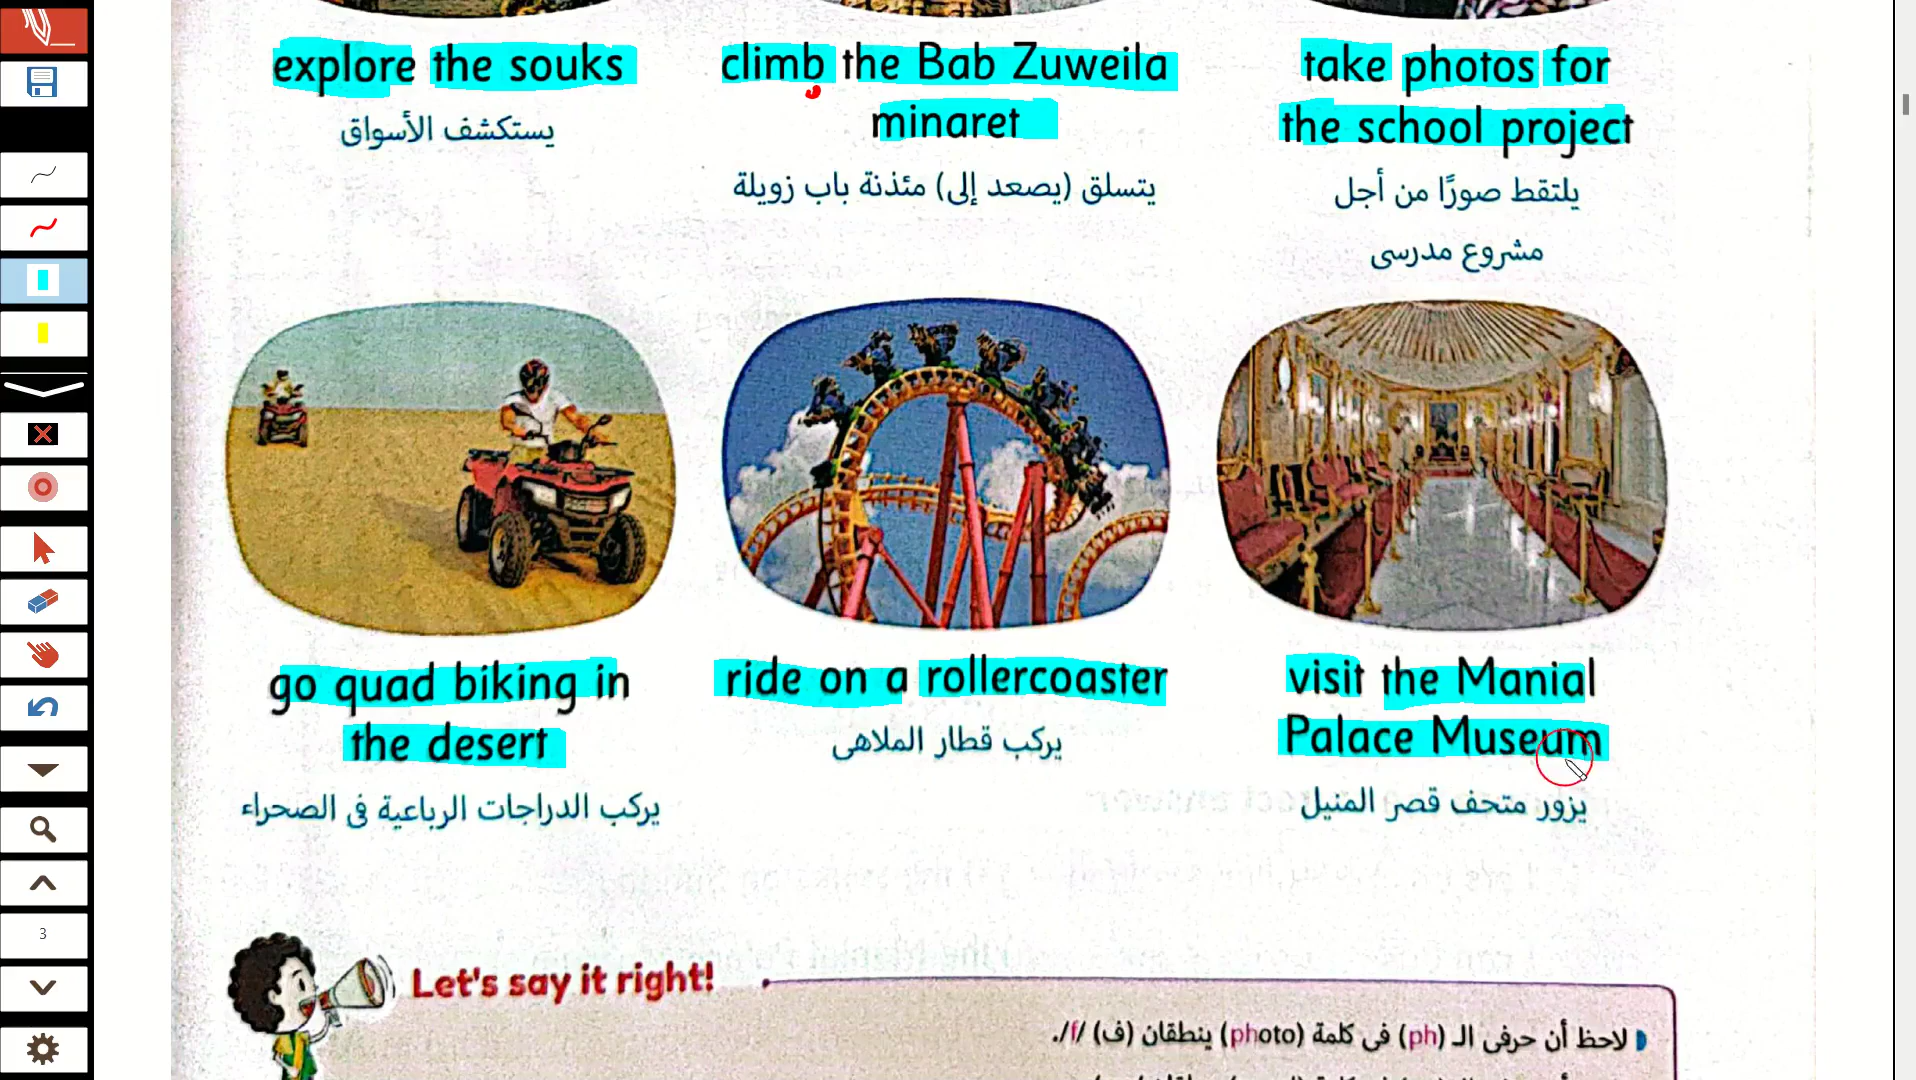 explore the souks
يستكشف الأسواق
climb the Bab Zuweila
minaret
يتسلق (يصعد إلى) مئذنة باب زويلة
take photos for
the school project
يلتقط صورًا من أجل
مشروع مدرسى
go quad biking in
the desert
يركب الدراجات الرباعية فى الصحراء
ride on a rollercoaster
يركب قطار الملاهى
visit the Manial
Palace Museum
يزور متحف قصر المنيل
3
Let's say it right!
لاحظ أن حرفى الـ (ph) فى كلمة (photo) ينطقان (ف) /f/.